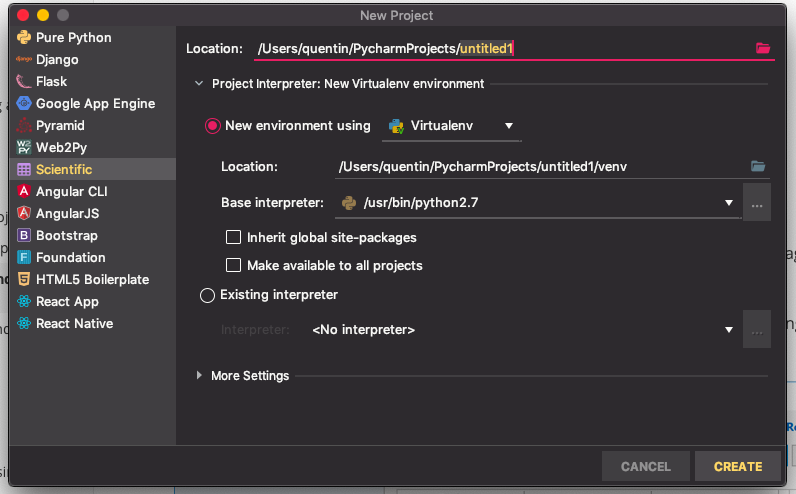 New Project
Pure Python
Django
Flask
Google App Engine
Pyramid
Web2Py
Scientific
Angular CLI
AngularJS
Bootstrap
Foundation
HTML5 Boilerplate
React App
React Native
Location: /Users/quentin/PycharmProjects/untitled1
Project Interpreter: New Virtualenv environment
New environment using Virtualenv
Location: /Users/quentin/PycharmProjects/untitled1/venv
Base interpreter: /usr/bin/python2.7 ...
Inherit global site-packages
Make available to all projects
Existing interpreter
Interpreter: <No interpreter> ...
More Settings
CANCEL CREATE